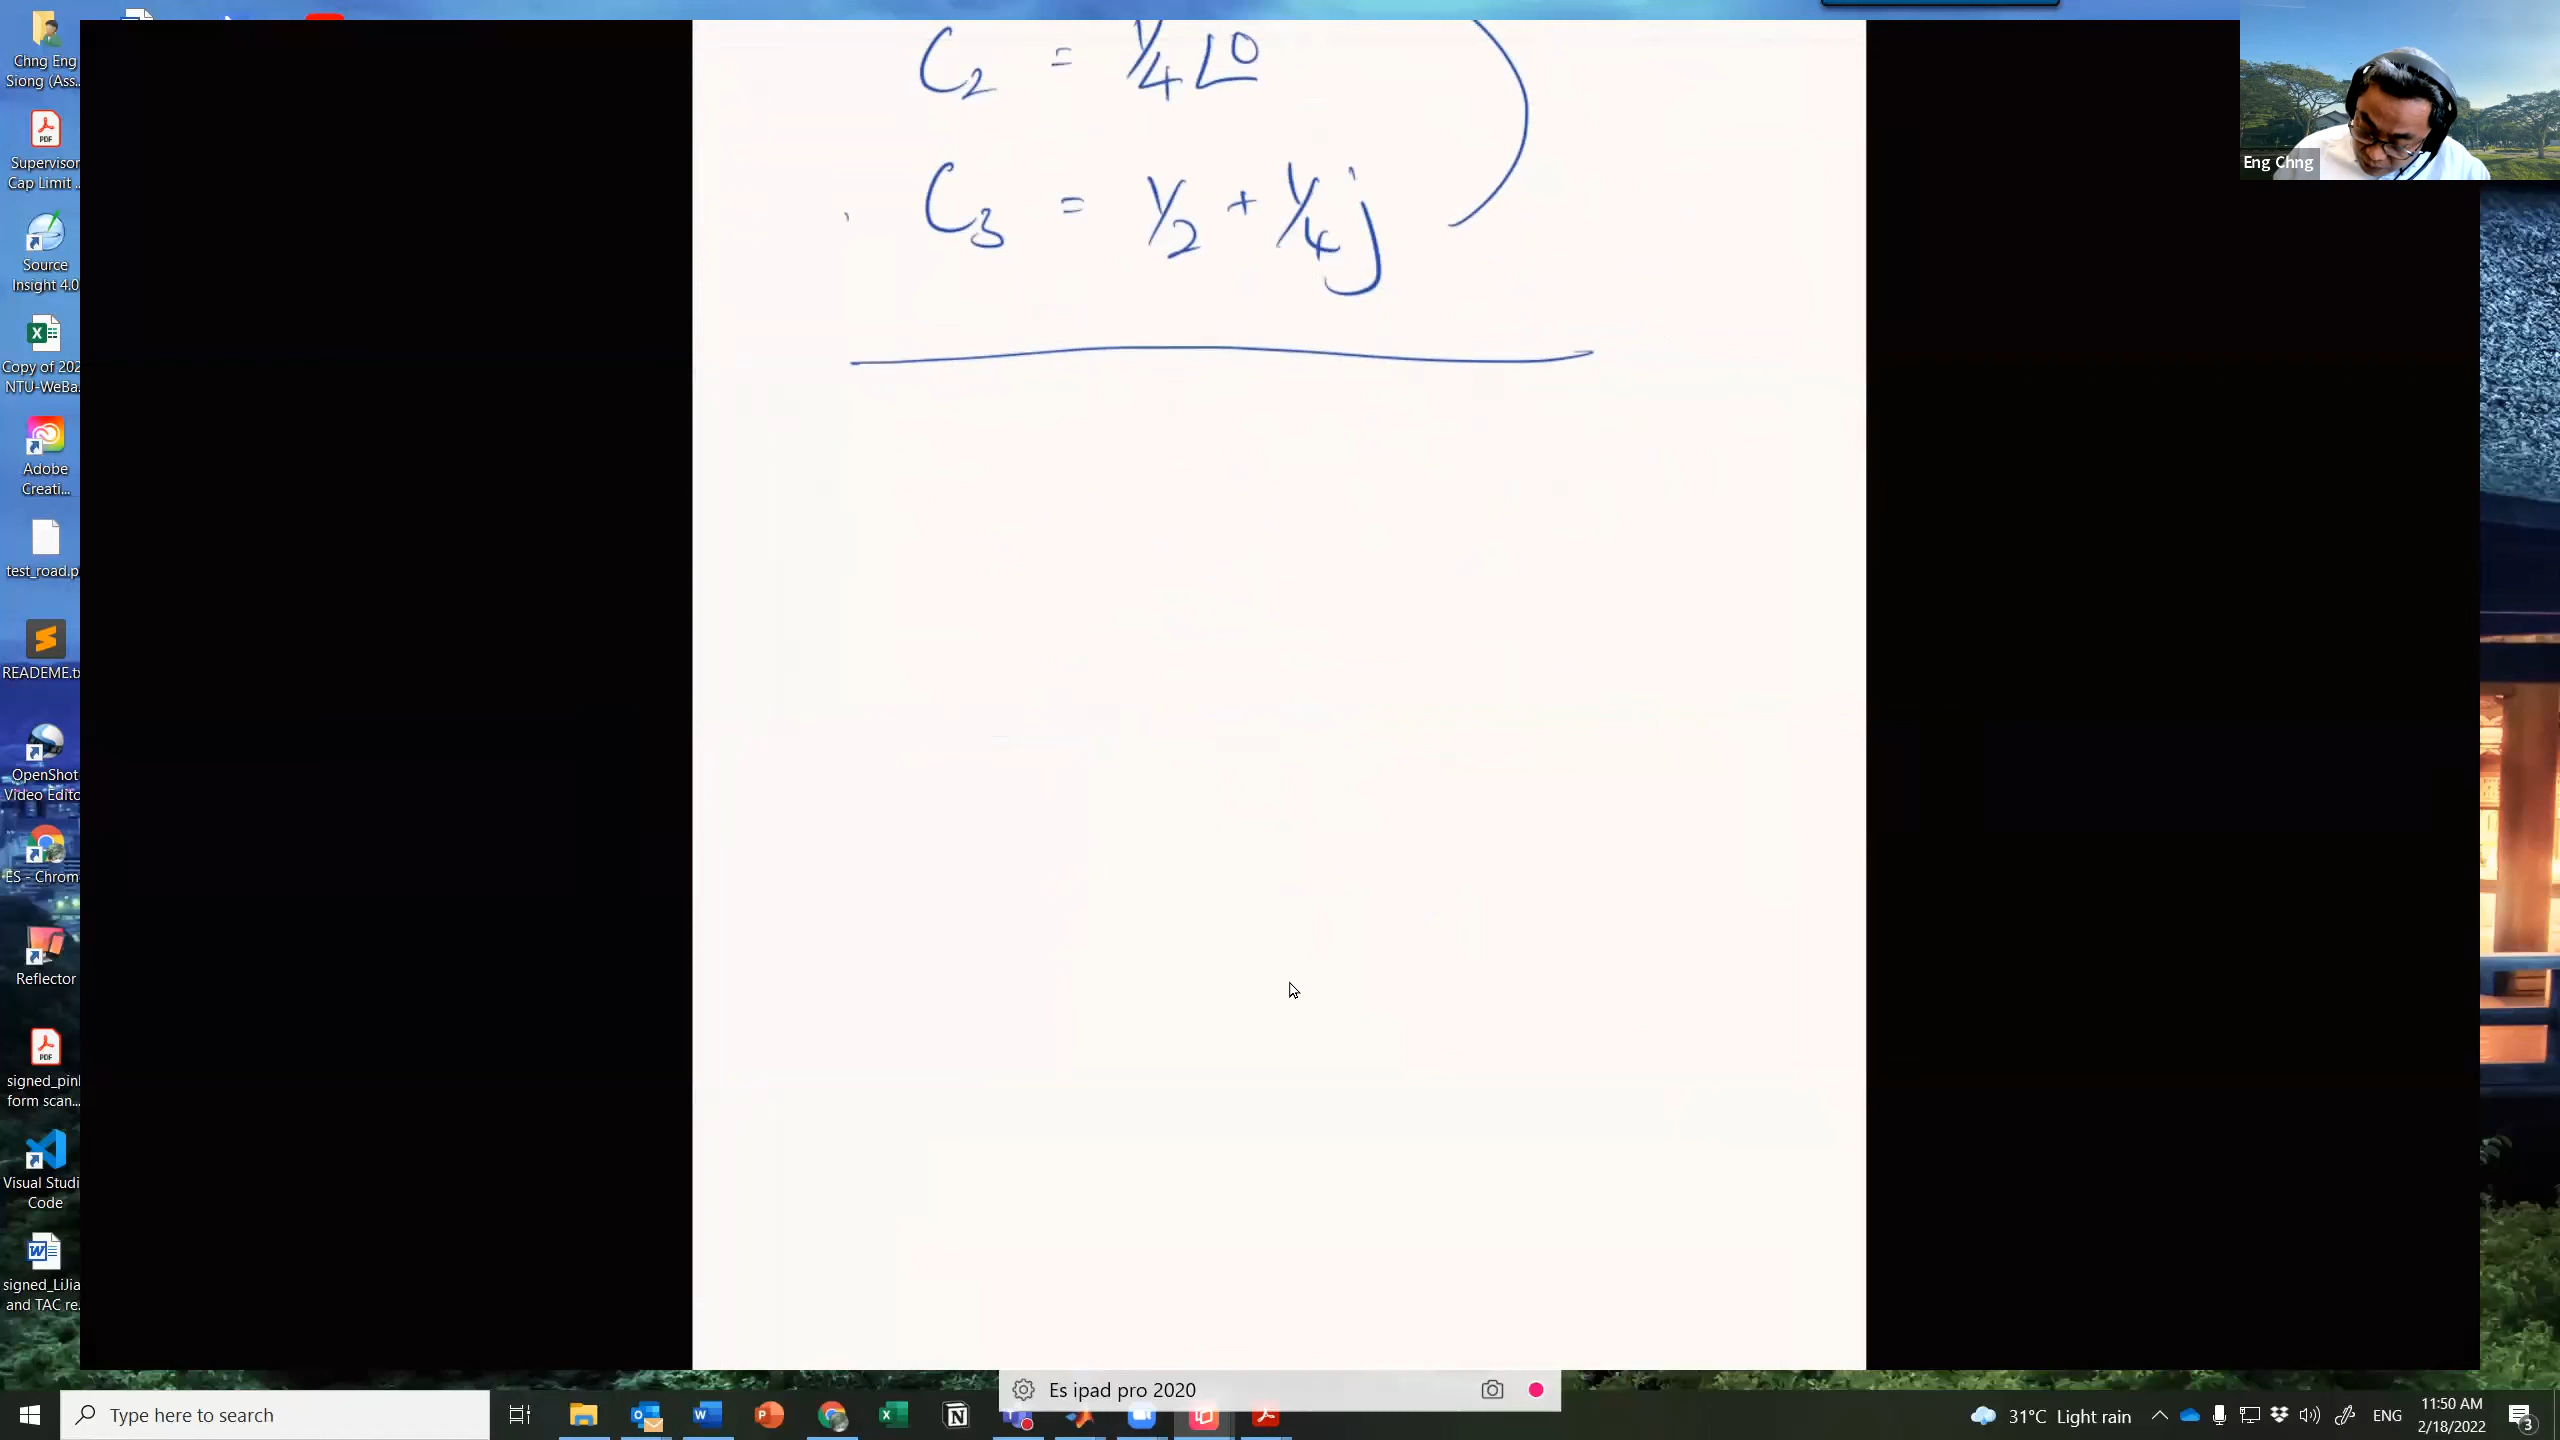 Chng Eng
Siong (Ass...
Supervisor
Cap Limit ...
Source
Insight 4.0
Copy of 202
NTU-WeBa...
Adobe
Creati...
test_road.p
READEME.t
OpenShot
Video Edito
ES - Chrom
Reflector
signed_pin
form scan...
Visual Studi
Code
signed_LiJia
and TAC re...
C₂ = 1/4 ∠0
C₃ = 1/2 + 1/4 j
Eng Chng
Es ipad pro 2020
Type here to search
31°C Light rain
ENG
11:50 AM
2/18/2022
3